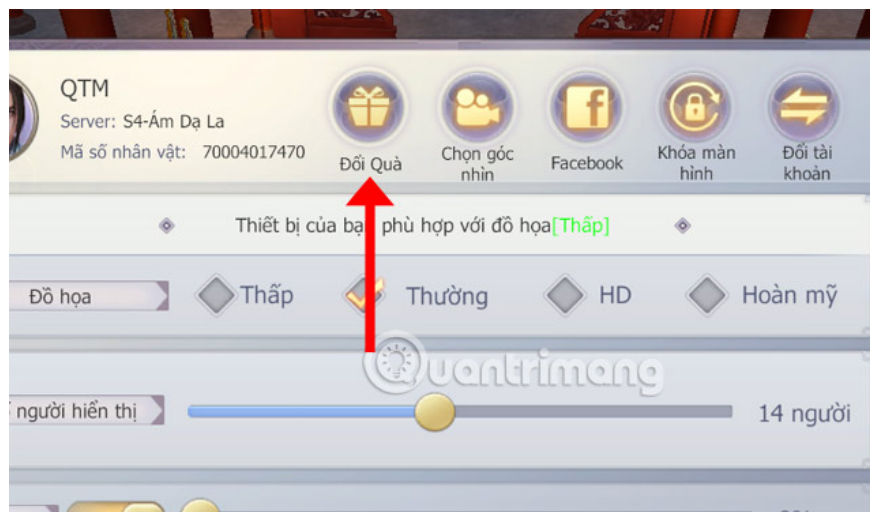 QTM
Server: S4-Ám Dạ La
Mã số nhân vật: 70004017470
Đổi Quà
Chọn góc
nhìn
Facebook
Khóa màn
hình
Đổi tài
khoản
Thiết bị của bạn phù hợp với đồ họa[Thấp]
Đồ họa
Thấp
Thường
HD
Hoàn mỹ
Quantrimang
người hiển thị
14 người